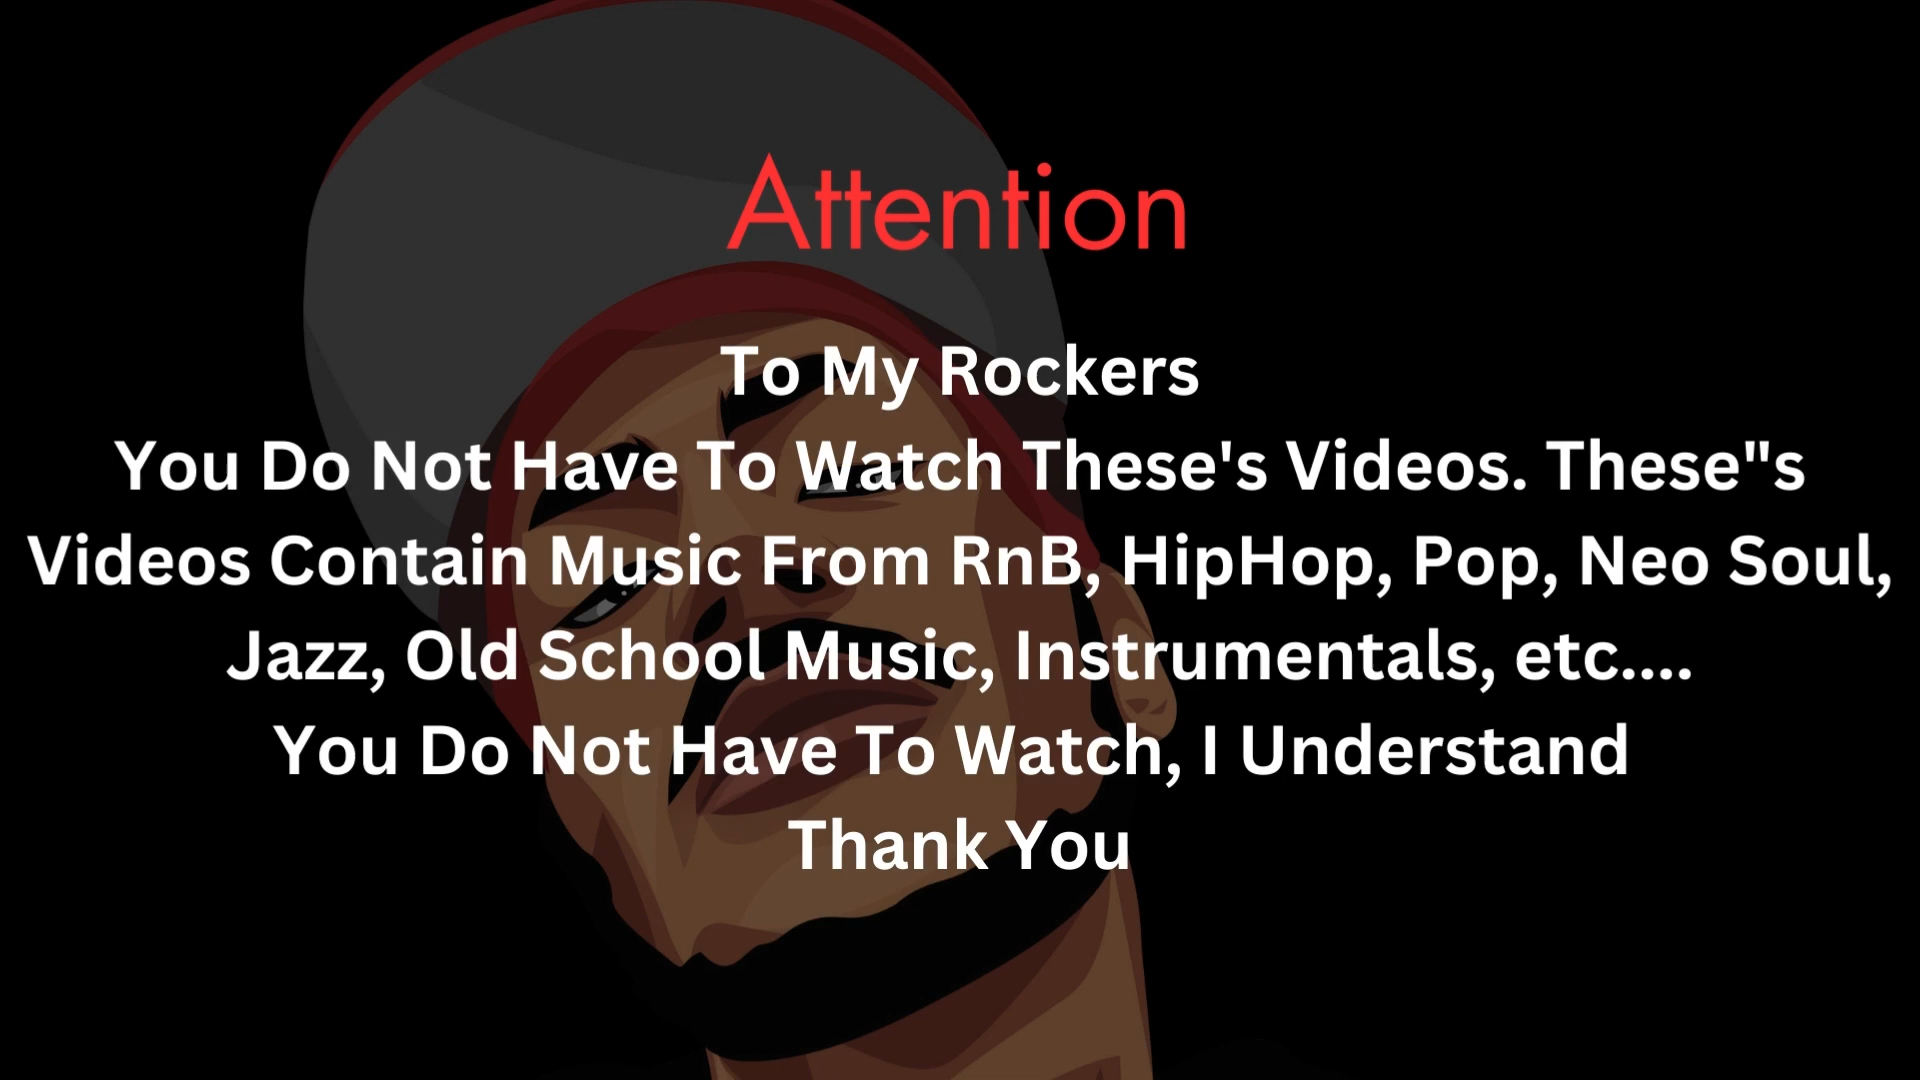 Attention
To My Rockers
You Do Not Have To Watch These's Videos. These"s
Videos Contain Music From RnB, HipHop, Pop, Neo Soul,
Jazz, Old School Music, Instrumentals, etc....
You Do Not Have To Watch, I Understand
Thank You